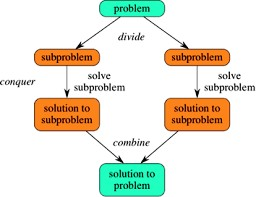 problem
divide
subproblem
subproblem
conquer
solve
subproblem
solve
subproblem
solution to
subproblem
solution to
subproblem
combine
solution to
problem